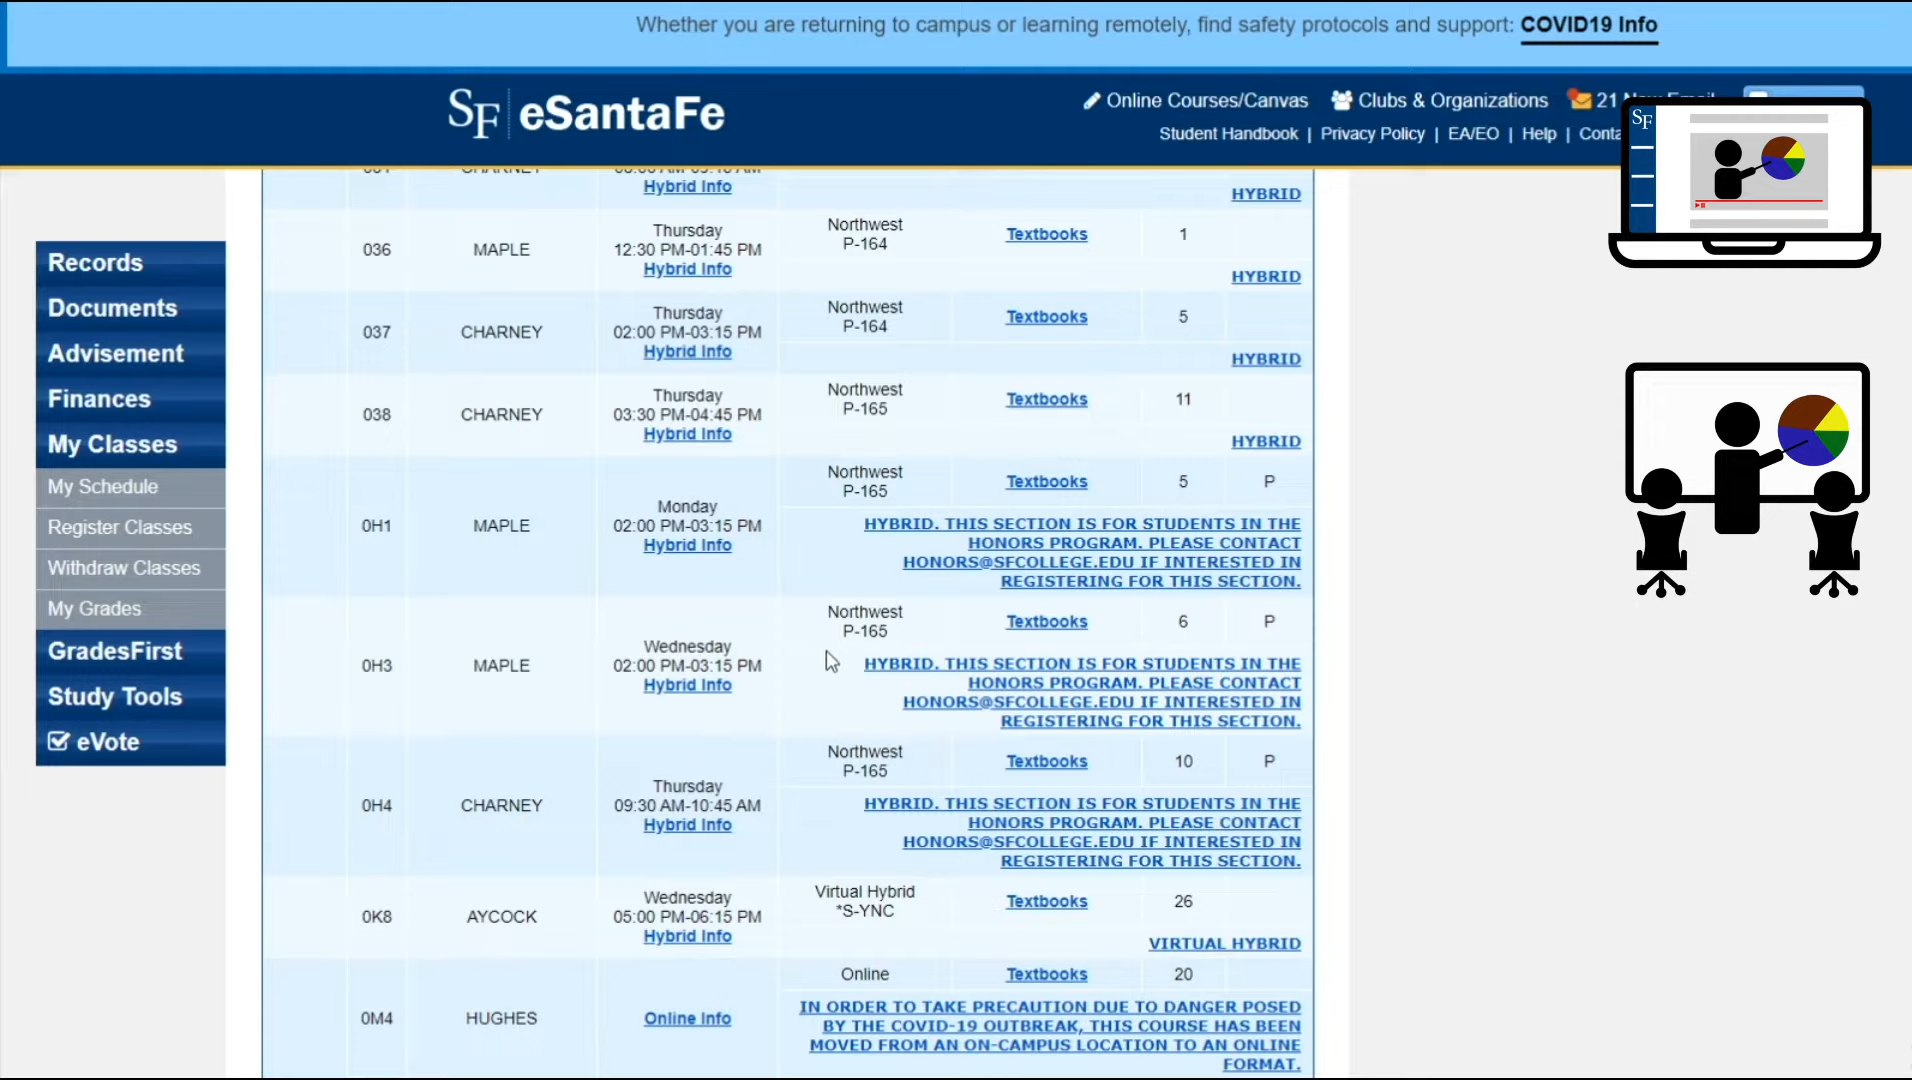 Whether you are returning to campus or learning remotely, find safety protocols and support: COVID19 Info
SF eSantaFe
Online Courses/Canvas
Clubs & Organizations
21 New Email
Student Handbook | Privacy Policy | EA/EO | Help |
SF
Records
Documents
Advisement
Finances
My Classes
My Schedule
Register Classes
Withdraw Classes
My Grades
GradesFirst
Study Tools
eVote
Hybrid Info
HYBRID
036
MAPLE
Thursday
12:30 PM-01:45 PM
Hybrid Info
Northwest
P-164
Textbooks
1
HYBRID
037
CHARNEY
Thursday
02:00 PM-03:15 PM
Hybrid Info
Northwest
P-164
Textbooks
5
HYBRID
038
CHARNEY
Thursday
03:30 PM-04:45 PM
Hybrid Info
Northwest
P-165
Textbooks
11
HYBRID
0H1
MAPLE
Monday
02:00 PM-03:15 PM
Hybrid Info
Northwest
P-165
Textbooks
5
P
HYBRID. THIS SECTION IS FOR STUDENTS IN THE
HONORS PROGRAM. PLEASE CONTACT
HONORS@SFCOLLEGE.EDU IF INTERESTED IN
REGISTERING FOR THIS SECTION.
0H3
MAPLE
Wednesday
02:00 PM-03:15 PM
Hybrid Info
Northwest
P-165
Textbooks
6
P
HYBRID. THIS SECTION IS FOR STUDENTS IN THE
HONORS PROGRAM. PLEASE CONTACT
HONORS@SFCOLLEGE.EDU IF INTERESTED IN
REGISTERING FOR THIS SECTION.
0H4
CHARNEY
Thursday
09:30 AM-10:45 AM
Hybrid Info
Northwest
P-165
Textbooks
10
P
HYBRID. THIS SECTION IS FOR STUDENTS IN THE
HONORS PROGRAM. PLEASE CONTACT
HONORS@SFCOLLEGE.EDU IF INTERESTED IN
REGISTERING FOR THIS SECTION.
0K8
AYCOCK
Wednesday
05:00 PM-06:15 PM
Hybrid Info
Virtual Hybrid
*S-YNC
Textbooks
26
VIRTUAL HYBRID
0M4
HUGHES
Online Info
Online
Textbooks
20
IN ORDER TO TAKE PRECAUTION DUE TO DANGER POSED
BY THE COVID-19 OUTBREAK, THIS COURSE HAS BEEN
MOVED FROM AN ON-CAMPUS LOCATION TO AN ONLINE
FORMAT.